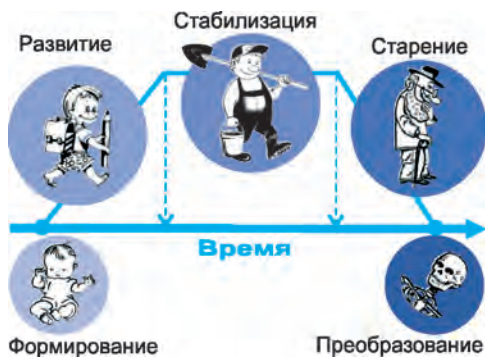 Стабилизация
Развитие
Старение
Время
Формирование
Преобразование